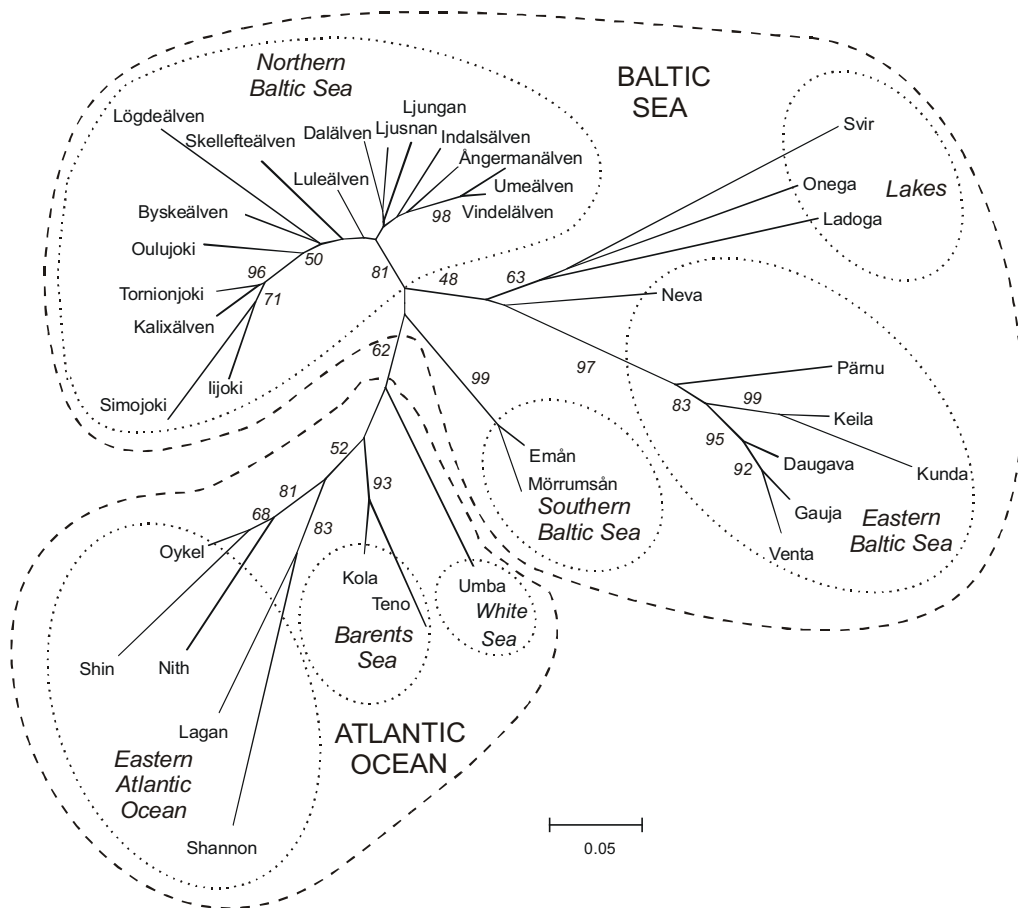 Northern
Baltic Sea
BALTIC
SEA
Ljungan
Lögdeälven
Dalälven
Ljusnan
Skellefteälven
Indalsälven
Ångermanälven
Luleälven
Umeälven
Vindelälven
98
Byskeälven
Oulujoki
50
81
96
71
Tornionjoki
Kalixälven
Iijoki
Simojoki
Svir
Onega
Lakes
Ladoga
48
63
Neva
62
99
97
Pärnu
83
99
Keila
95
Daugava
Kunda
92
Gauja
Venta
Eastern
Baltic Sea
Emån
Mörrumsån
Southern
Baltic Sea
52
93
81
68
83
Oykel
Kola
Teno
Barents
Sea
Umba
White
Sea
Shin
Nith
Lagan
Eastern
Atlantic
Ocean
ATLANTIC
OCEAN
Shannon
0.05